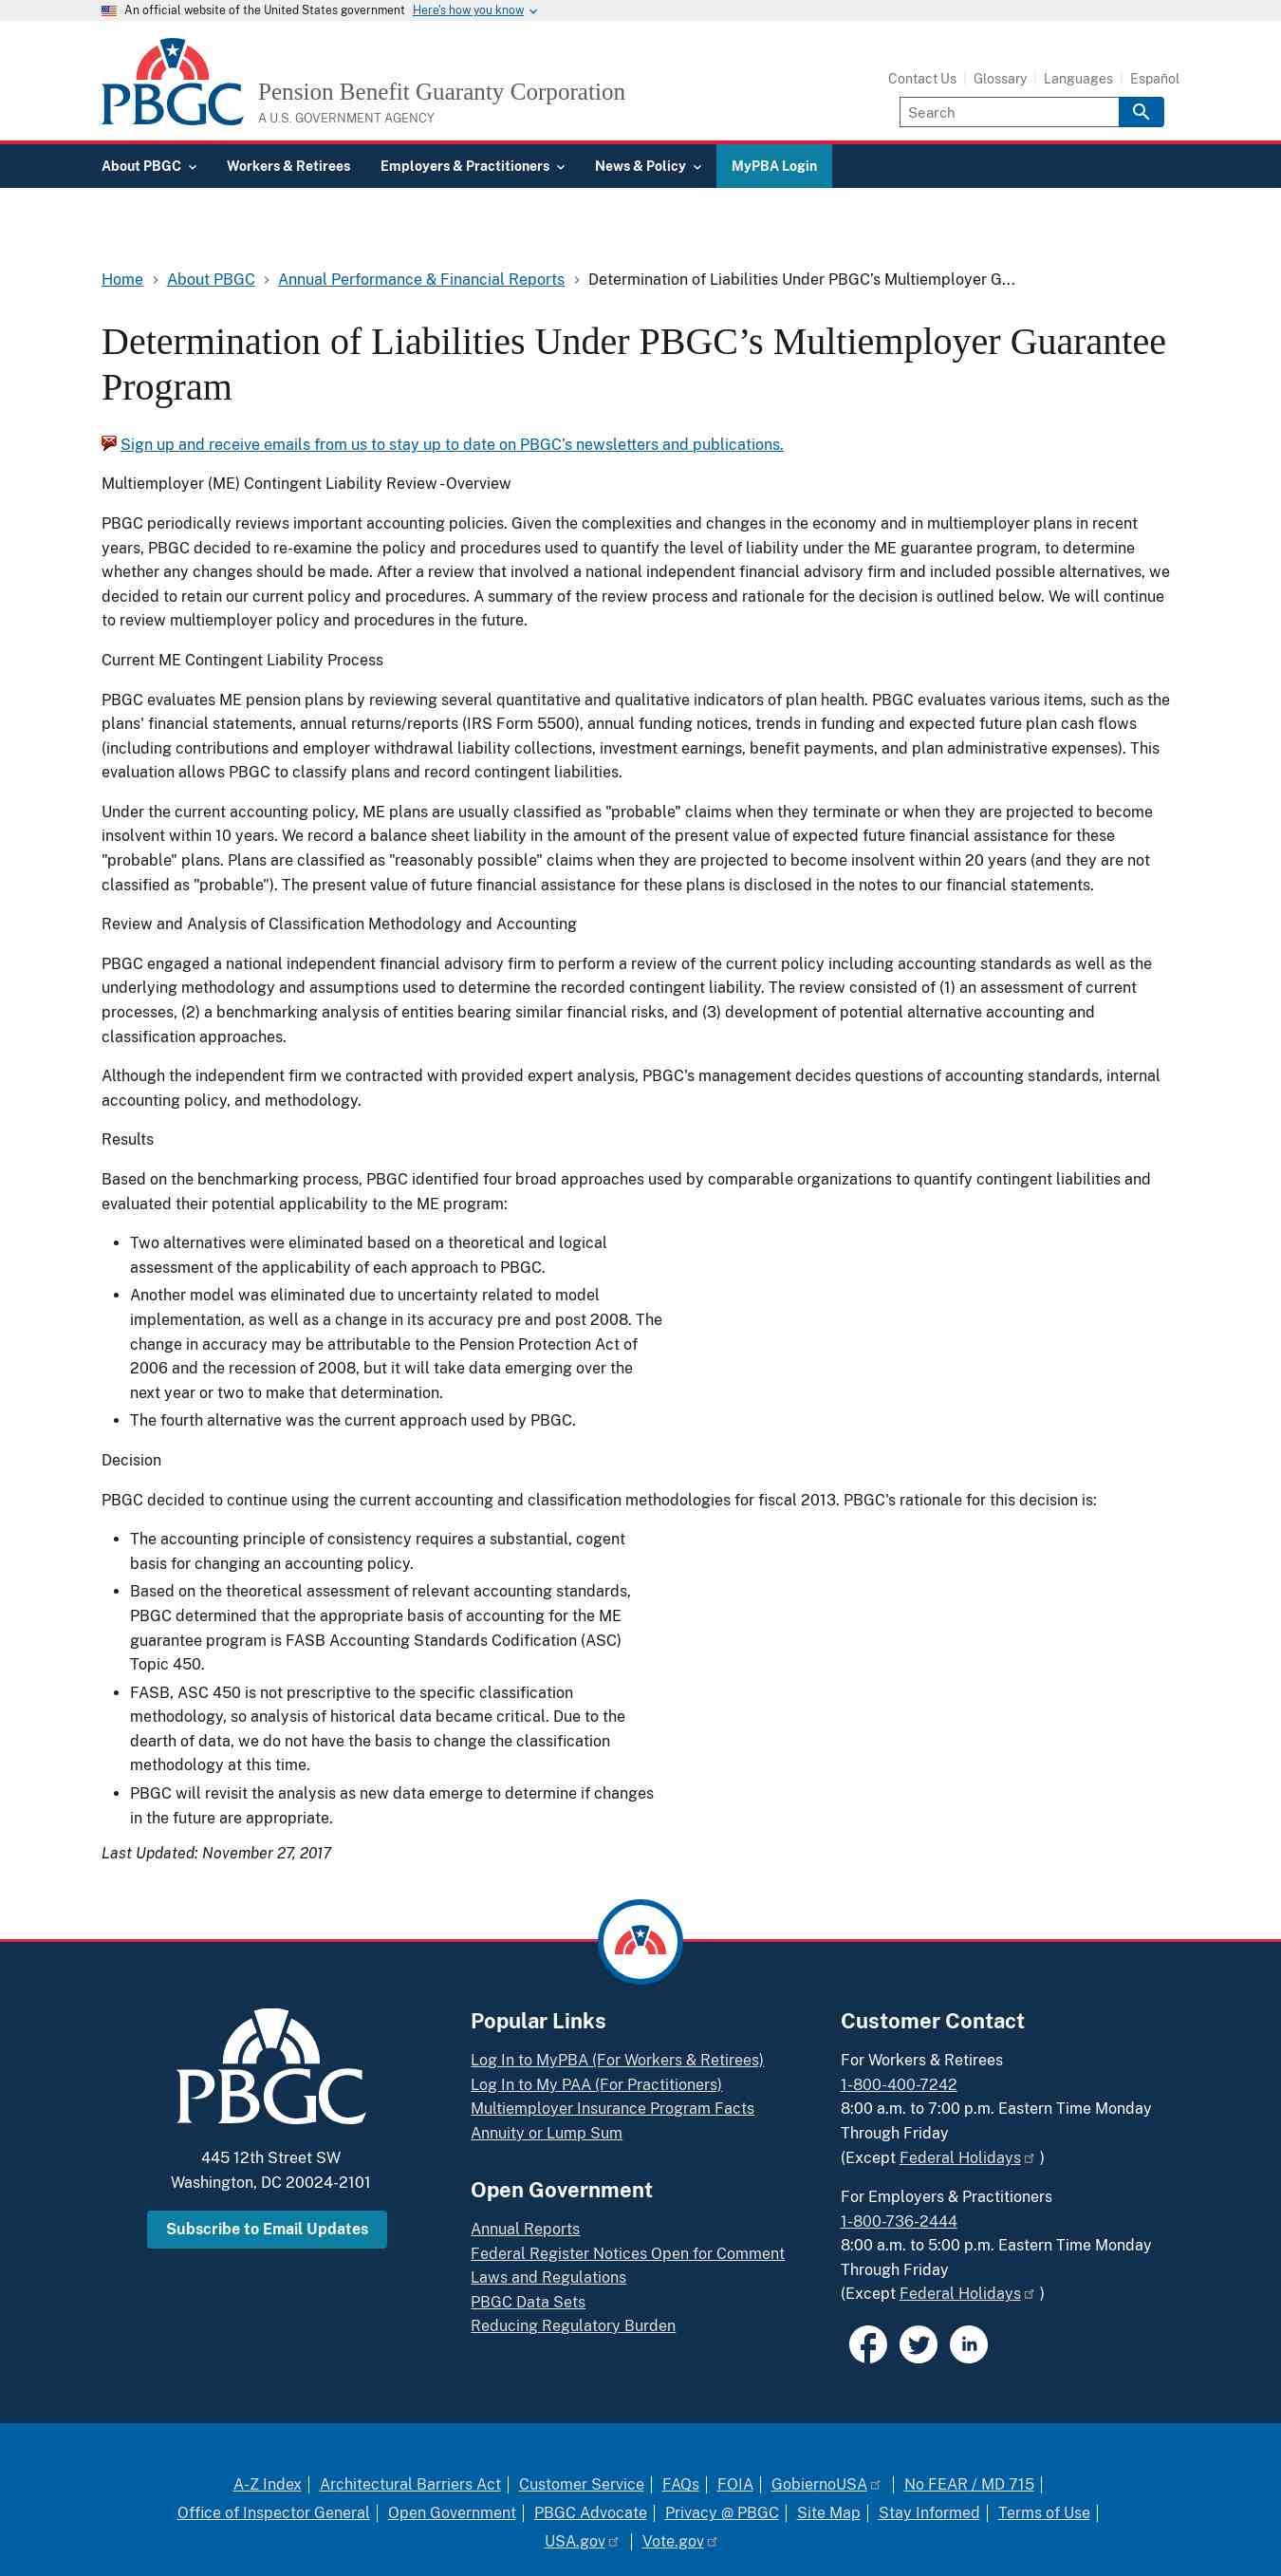 An official website of the United States government Here's how you know
PBGC
Pension Benefit Guaranty Corporation
A U.S. GOVERNMENT AGENCY
Contact Us
Glossary
Languages
Español
Search
About PBGC
Workers & Retirees
Employers & Practitioners
News & Policy
MyPBA Login
Home > About PBGC > Annual Performance & Financial Reports > Determination of Liabilities Under PBGC's Multiemployer G...
Determination of Liabilities Under PBGC’s Multiemployer Guarantee
Program
Sign up and receive emails from us to stay up to date on PBGC’s newsletters and publications.
Multiemployer (ME) Contingent Liability Review - Overview
PBGC periodically reviews important accounting policies. Given the complexities and changes in the economy and in multiemployer plans in recent
years, PBGC decided to re-examine the policy and procedures used to quantify the level of liability under the ME guarantee program, to determine
whether any changes should be made. After a review that involved a national independent financial advisory firm and included possible alternatives, we
decided to retain our current policy and procedures. A summary of the review process and rationale for the decision is outlined below. We will continue
to review multiemployer policy and procedures in the future.
Current ME Contingent Liability Process
PBGC evaluates ME pension plans by reviewing several quantitative and qualitative indicators of plan health. PBGC evaluates various items, such as the
plans' financial statements, annual returns/reports (IRS Form 5500), annual funding notices, trends in funding and expected future plan cash flows
(including contributions and employer withdrawal liability collections, investment earnings, benefit payments, and plan administrative expenses). This
evaluation allows PBGC to classify plans and record contingent liabilities.
Under the current accounting policy, ME plans are usually classified as "probable" claims when they terminate or when they are projected to become
insolvent within 10 years. We record a balance sheet liability in the amount of the present value of expected future financial assistance for these
"probable" plans. Plans are classified as "reasonably possible" claims when they are projected to become insolvent within 20 years (and they are not
classified as "probable"). The present value of future financial assistance for these plans is disclosed in the notes to our financial statements.
Review and Analysis of Classification Methodology and Accounting
PBGC engaged a national independent financial advisory firm to perform a review of the current policy including accounting standards as well as the
underlying methodology and assumptions used to determine the recorded contingent liability. The review consisted of (1) an assessment of current
processes, (2) a benchmarking analysis of entities bearing similar financial risks, and (3) development of potential alternative accounting and
classification approaches.
Although the independent firm we contracted with provided expert analysis, PBGC's management decides questions of accounting standards, internal
accounting policy, and methodology.
Results
Based on the benchmarking process, PBGC identified four broad approaches used by comparable organizations to quantify contingent liabilities and
evaluated their potential applicability to the ME program:
• Two alternatives were eliminated based on a theoretical and logical
assessment of the applicability of each approach to PBGC.
• Another model was eliminated due to uncertainty related to model
implementation, as well as a change in its accuracy pre and post 2008. The
change in accuracy may be attributable to the Pension Protection Act of
2006 and the recession of 2008, but it will take data emerging over the
next year or two to make that determination.
• The fourth alternative was the current approach used by PBGC.
Decision
PBGC decided to continue using the current accounting and classification methodologies for fiscal 2013. PBGC's rationale for this decision is:
• The accounting principle of consistency requires a substantial, cogent
basis for changing an accounting policy.
• Based on the theoretical assessment of relevant accounting standards,
PBGC determined that the appropriate basis of accounting for the ME
guarantee program is FASB Accounting Standards Codification (ASC)
Topic 450.
• FASB, ASC 450 is not prescriptive to the specific classification
methodology, so analysis of historical data became critical. Due to the
dearth of data, we do not have the basis to change the classification
methodology at this time.
• PBGC will revisit the analysis as new data emerge to determine if changes
in the future are appropriate.
Last Updated: November 27, 2017
PBGC
445 12th Street SW
Washington, DC 20024-2101
Subscribe to Email Updates
Popular Links
Log In to MyPBA (For Workers & Retirees)
Log In to My PAA (For Practitioners)
Multiemployer Insurance Program Facts
Annuity or Lump Sum
Open Government
Annual Reports
Federal Register Notices Open for Comment
Laws and Regulations
PBGC Data Sets
Reducing Regulatory Burden
Customer Contact
For Workers & Retirees
1-800-400-7242
8:00 a.m. to 7:00 p.m. Eastern Time Monday
Through Friday
(Except Federal Holidays )
For Employers & Practitioners
1-800-736-2444
8:00 a.m. to 5:00 p.m. Eastern Time Monday
Through Friday
(Except Federal Holidays )
in
A-Z Index | Architectural Barriers Act | Customer Service | FAQs | FOIA | GobiernoUSA | No FEAR / MD 715 |
Office of Inspector General | Open Government | PBGC Advocate | Privacy @ PBGC | Site Map | Stay Informed | Terms of Use |
USA.gov | Vote.gov